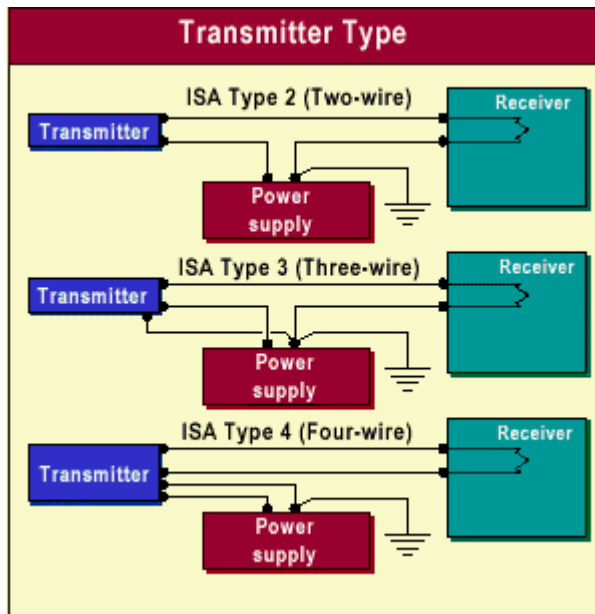 Transmitter Type
ISA Type 2 (Two-wire)
Receiver
Transmitter
Power
supply
ISA Type 3 (Three-wire)
Receiver
Transmitter
Power
supply
ISA Type 4 (Four-wire)
Receiver
Transmitter
Power
supply